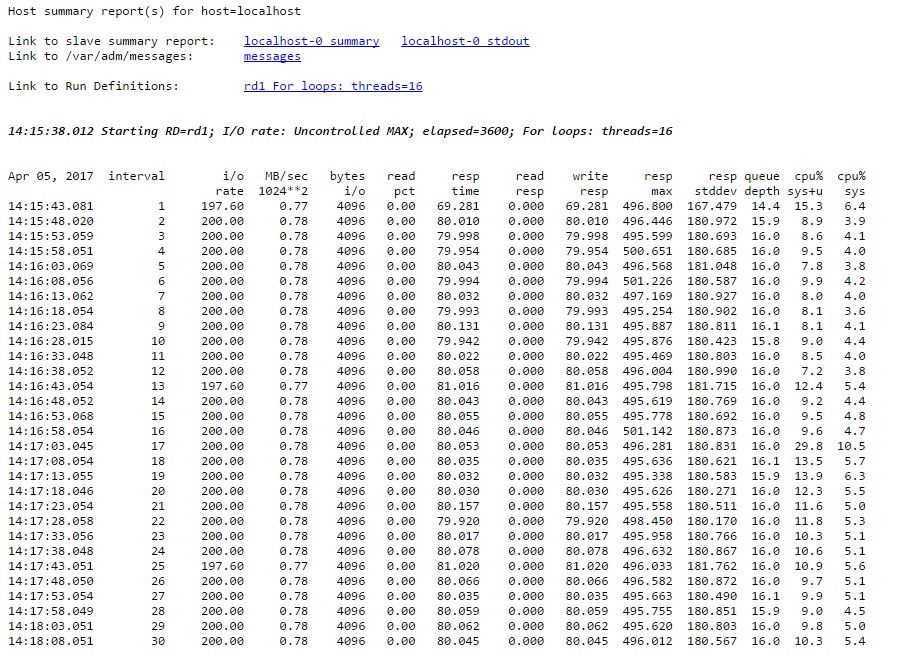 Host summary report(s) for host=localhost
Link to slave summary report: localhost-0 summary localhost-0 stdout
Link to /var/adm/messages: messages
Link to Run Definitions: rd1 For loops: threads=16
14:15:38.012 Starting RD=rd1; I/O rate: Uncontrolled MAX; elapsed=3600; For loops: threads=16
Apr 05, 2017 interval i/o MB/sec bytes read resp read write resp resp queue cpu% cpu%
rate 1024**2 i/o pct time resp resp max stddev depth sys+u sys
14:15:43.081 1 197.60 0.77 4096 0.00 69.281 0.000 69.281 496.800 167.479 14.4 15.3 6.4
14:15:48.020 2 200.00 0.78 4096 0.00 80.010 0.000 80.010 496.446 180.972 15.9 8.9 3.9
14:15:53.059 3 200.00 0.78 4096 0.00 79.998 0.000 79.998 495.599 180.693 16.0 8.6 4.1
14:15:58.051 4 200.00 0.78 4096 0.00 79.954 0.000 79.954 500.651 180.685 16.0 9.5 4.0
14:16:03.069 5 200.00 0.78 4096 0.00 80.043 0.000 80.043 496.568 181.048 16.0 7.8 3.8
14:16:08.056 6 200.00 0.78 4096 0.00 79.994 0.000 79.994 501.226 180.587 16.0 9.9 4.2
14:16:13.062 7 200.00 0.78 4096 0.00 80.032 0.000 80.032 497.169 180.927 16.0 8.0 4.0
14:16:18.054 8 200.00 0.78 4096 0.00 79.993 0.000 79.993 495.254 180.902 16.0 8.1 3.6
14:16:23.084 9 200.00 0.78 4096 0.00 80.131 0.000 80.131 495.887 180.811 16.1 8.1 4.1
14:16:28.015 10 200.00 0.78 4096 0.00 79.942 0.000 79.942 495.876 180.423 15.8 9.0 4.4
14:16:33.048 11 200.00 0.78 4096 0.00 80.022 0.000 80.022 495.469 180.803 16.0 8.5 4.0
14:16:38.052 12 200.00 0.78 4096 0.00 80.058 0.000 80.058 496.004 180.990 16.0 7.2 3.8
14:16:43.054 13 197.60 0.77 4096 0.00 81.016 0.000 81.016 495.798 181.715 16.0 12.4 5.4
14:16:48.052 14 200.00 0.78 4096 0.00 80.043 0.000 80.043 495.619 180.769 16.0 9.2 4.4
14:16:53.068 15 200.00 0.78 4096 0.00 80.055 0.000 80.055 495.778 180.692 16.0 9.5 4.8
14:16:58.054 16 200.00 0.78 4096 0.00 80.046 0.000 80.046 501.142 180.873 16.0 9.6 4.7
14:17:03.045 17 200.00 0.78 4096 0.00 80.053 0.000 80.053 496.281 180.831 16.0 29.8 10.5
14:17:08.054 18 200.00 0.78 4096 0.00 80.035 0.000 80.035 495.636 180.621 16.1 13.5 5.7
14:17:13.055 19 200.00 0.78 4096 0.00 80.032 0.000 80.032 495.338 180.583 15.9 13.9 6.3
14:17:18.046 20 200.00 0.78 4096 0.00 80.030 0.000 80.030 495.626 180.271 16.0 12.3 5.5
14:17:23.054 21 200.00 0.78 4096 0.00 80.157 0.000 80.157 495.558 180.511 16.0 11.6 5.0
14:17:28.058 22 200.00 0.78 4096 0.00 79.920 0.000 79.920 498.450 180.170 16.0 11.8 5.3
14:17:33.056 23 200.00 0.78 4096 0.00 80.017 0.000 80.017 495.958 180.766 16.0 10.3 5.1
14:17:38.048 24 200.00 0.78 4096 0.00 80.078 0.000 80.078 496.632 180.867 16.0 10.6 5.1
14:17:43.051 25 197.60 0.77 4096 0.00 81.020 0.000 81.020 496.033 181.762 16.0 10.9 5.6
14:17:48.050 26 200.00 0.78 4096 0.00 80.066 0.000 80.066 496.582 180.872 16.0 9.7 5.1
14:17:53.054 27 200.00 0.78 4096 0.00 80.035 0.000 80.035 495.663 180.490 16.1 9.9 5.1
14:17:58.049 28 200.00 0.78 4096 0.00 80.059 0.000 80.059 495.755 180.851 15.9 9.0 4.5
14:18:03.051 29 200.00 0.78 4096 0.00 80.062 0.000 80.062 495.620 180.803 16.0 9.8 5.0
14:18:08.051 30 200.00 0.78 4096 0.00 80.045 0.000 80.045 496.012 180.567 16.0 10.3 5.4